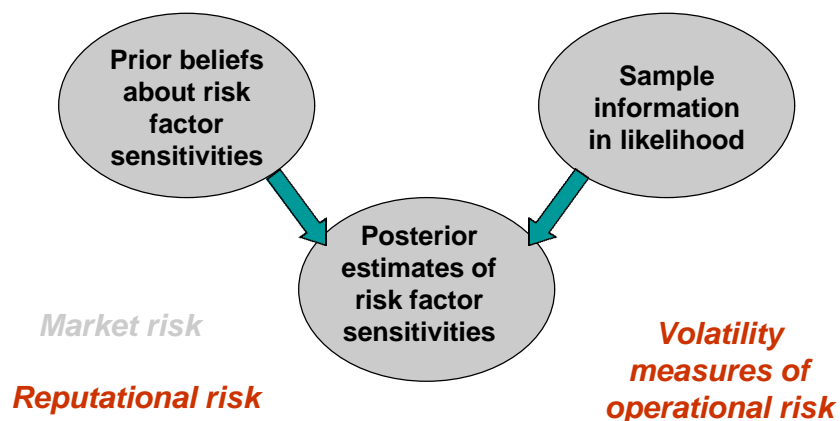 Prior beliefs
about risk
factor
sensitivities
Sample
information
in likelihood
Posterior
estimates of
risk factor
sensitivities
Market risk
Reputational risk
Volatility
measures of
operational risk